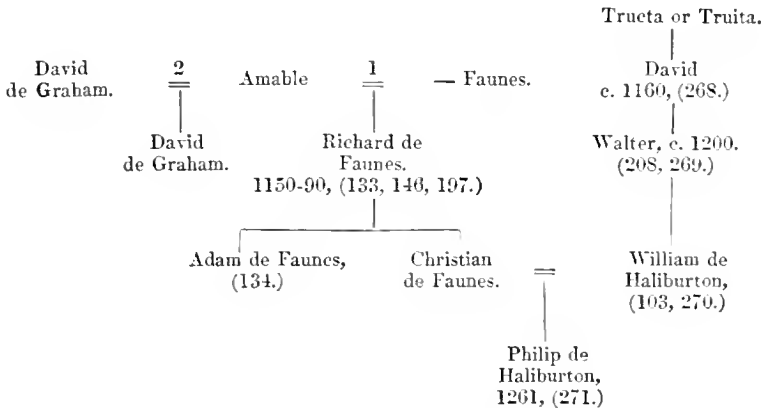 Tructa or Truita.
David 2 Amable 1 — Faunes. David
de Graham. c. 1160, (268.)
David Richard de Walter, c. 1200.
de Graham. Faunes. (208, 269.)
1150-90, (133, 146, 197.)
Adam de Faunes, Christian William de
(134.) de Faunes. Haliburton,
(103, 270.)
Philip de
Haliburton,
1261, (271.)